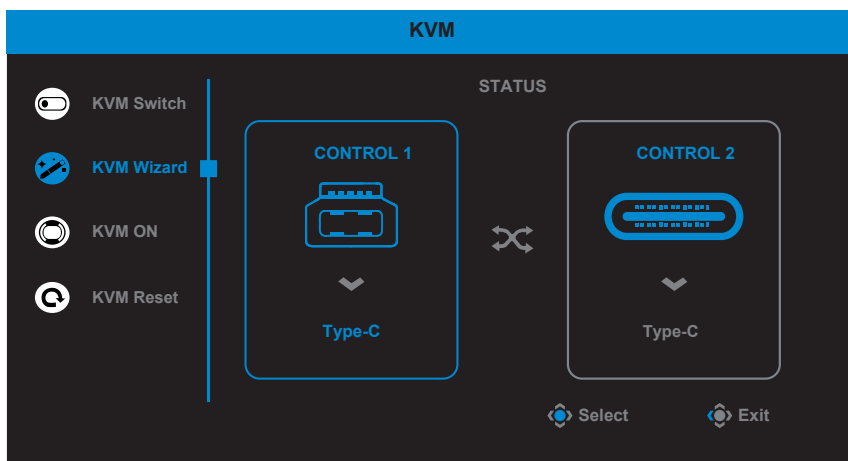 KVM
KVM Switch
KVM Wizard
KVM ON
KVM Reset
STATUS
CONTROL 1
Type-C
CONTROL 2
Type-C
Select
Exit